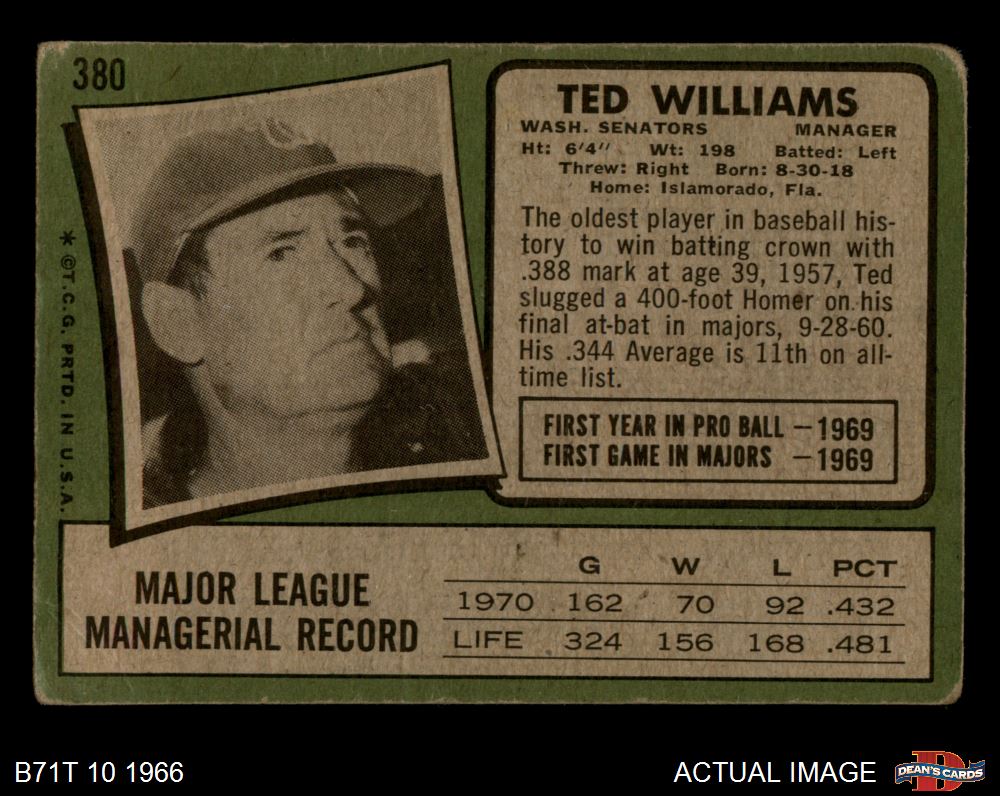 380
* ©T.C.G. PRTD. IN U.S.A.
TED WILLIAMS
WASH. SENATORS MANAGER
Ht: 6'4" Wt: 198 Batted: Left
Threw: Right Born: 8-30-18
Home: Islamorado, Fla.
The oldest player in baseball his-
tory to win batting crown with
.388 mark at age 39, 1957, Ted
slugged a 400-foot Homer on his
final at-bat in majors, 9-28-60.
His .344 Average is 11th on all-
time list.
FIRST YEAR IN PRO BALL — 1969
FIRST GAME IN MAJORS — 1969
MAJOR LEAGUE
MANAGERIAL RECORD
G W L PCT
1970 162 70 92 .432
LIFE 324 156 168 .481
B71T 10 1966
ACTUAL IMAGE
D
DEAN'S CARDS